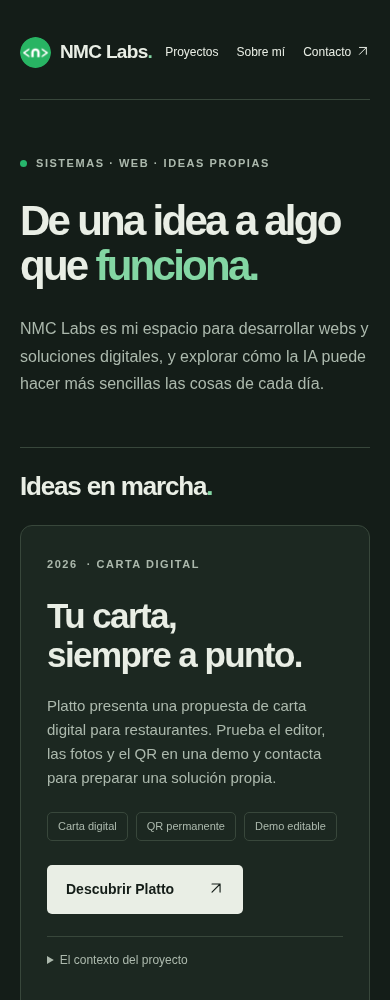 <n> NMC Labs. Proyectos Sobre mí Contacto
SISTEMAS · WEB · IDEAS PROPIAS
De una idea a algo
que funciona.
NMC Labs es mi espacio para desarrollar webs y
soluciones digitales, y explorar cómo la IA puede
hacer más sencillas las cosas de cada día.
Ideas en marcha.
2026 · CARTA DIGITAL
Tu carta,
siempre a punto.
Platto presenta una propuesta de carta
digital para restaurantes. Prueba el editor,
las fotos y el QR en una demo y contacta
para preparar una solución propia.
Carta digital QR permanente Demo editable
Descubrir Platto
El contexto del proyecto